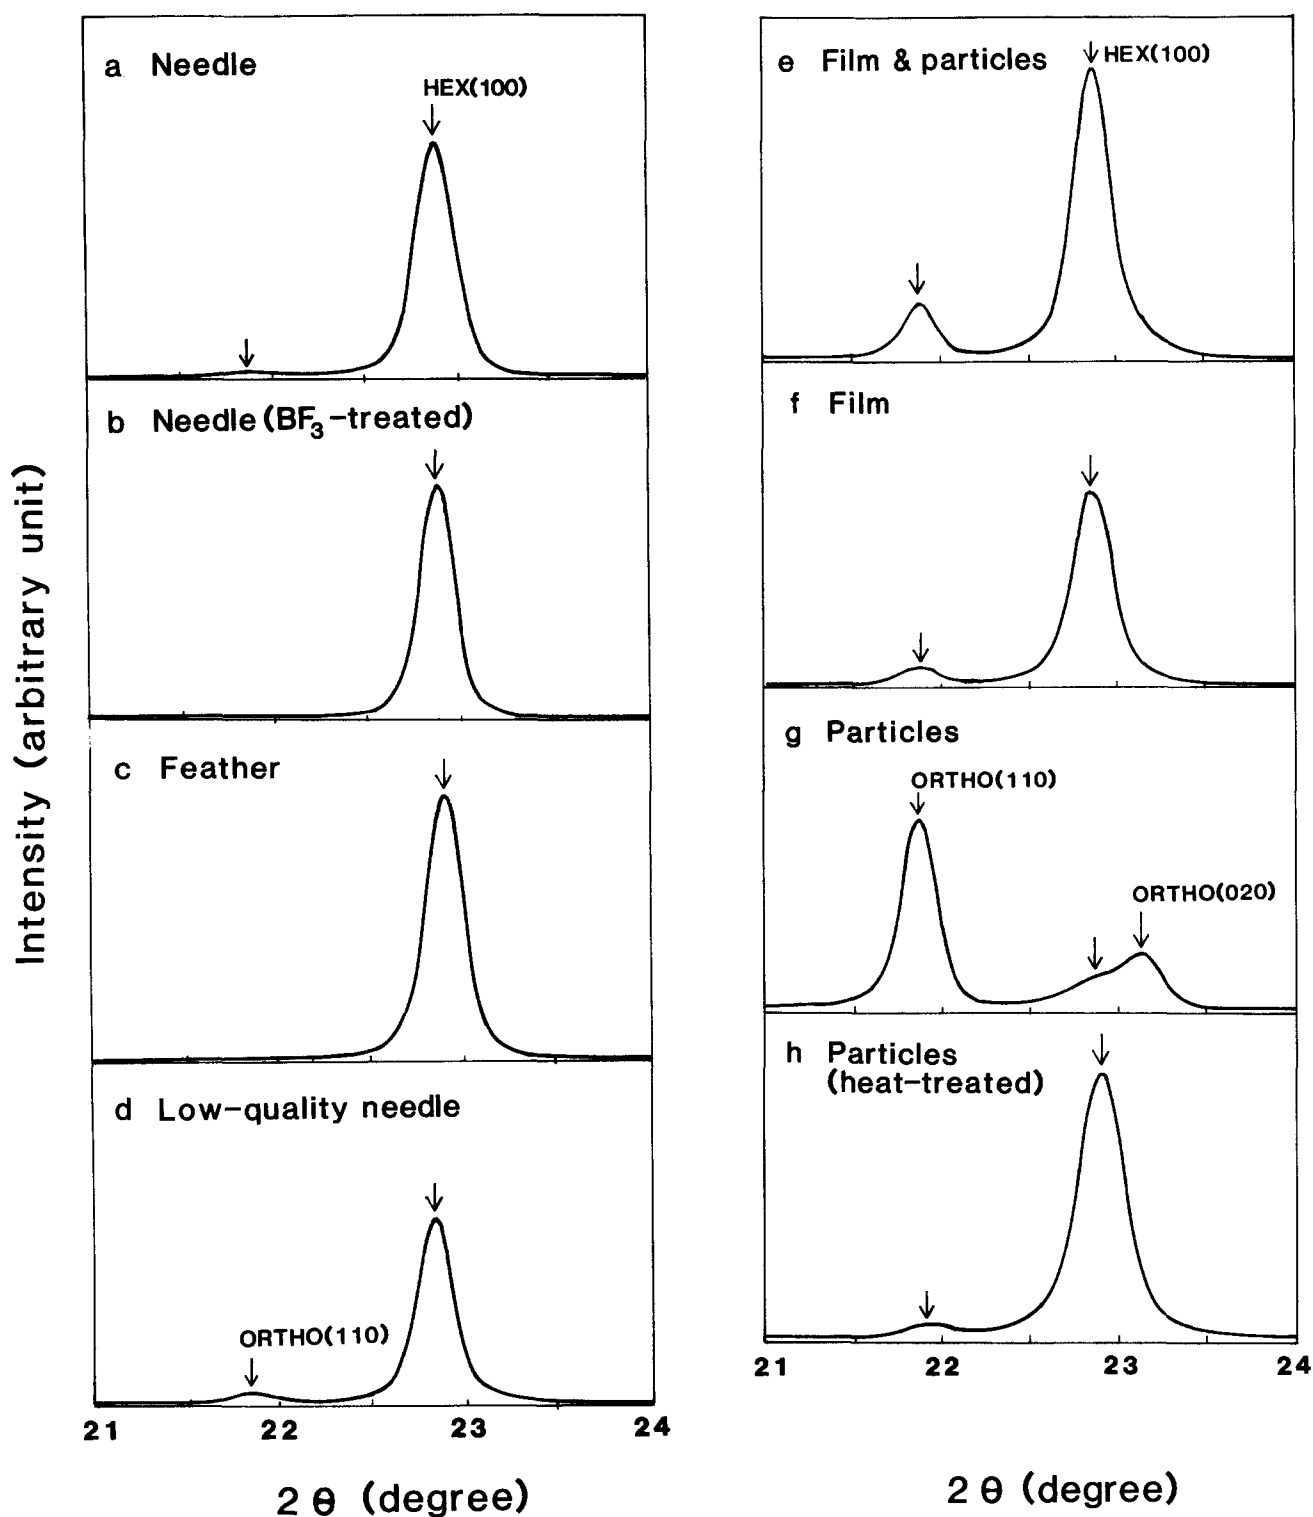 Intensity (arbitrary unit)
a Needle
HEX(100)
b Needle (BF3-treated)
c Feather
d Low-quality needle
ORTHO(110)
21 22 23 24
2 θ (degree)
e Film & particles
HEX(100)
f Film
g Particles
ORTHO(110)
ORTHO(020)
h Particles
(heat-treated)
21 22 23 24
2 θ (degree)